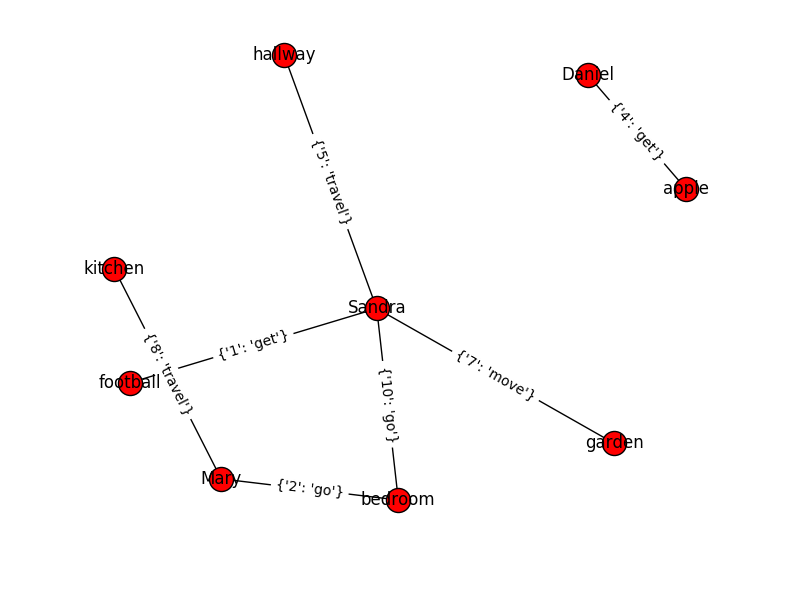 hallway
Daniel
{'4': 'get'}
{'5': 'travel'}
apple
kitchen
Sandra
{'1': 'get'}
{'8': 'travel'}
{'7': 'move'}
football
{'10': 'go'}
garden
Mary
{'2': 'go'}
bedroom